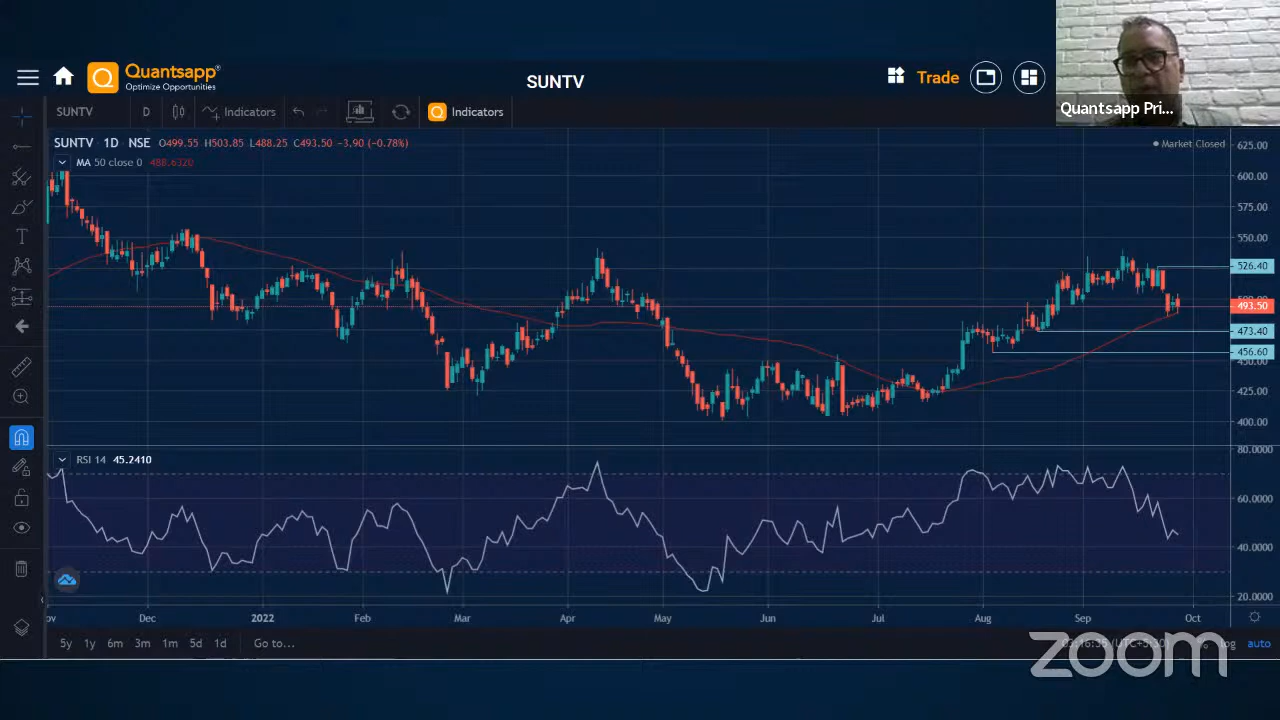 Quantsapp®
Optimize Opportunities
SUNTV
Trade
Quantsapp Pri...
SUNTV D Indicators Indicators
SUNTV · 1D · NSE O499.55 H503.85 L488.25 C493.50 -3.90 (-0.78%)
Market Closed
MA 50 close 0 488.6320
625.00
600.00
575.00
550.00
526.40
493.50
473.40
456.60
425.00
400.00
RSI 14 45.2410
80.0000
60.0000
40.0000
20.0000
Dec 2022 Feb Mar Apr May Jun Jul Aug Sep Oct
5y 1y 6m 3m 1m 5d 1d Go to...
log auto
zoom